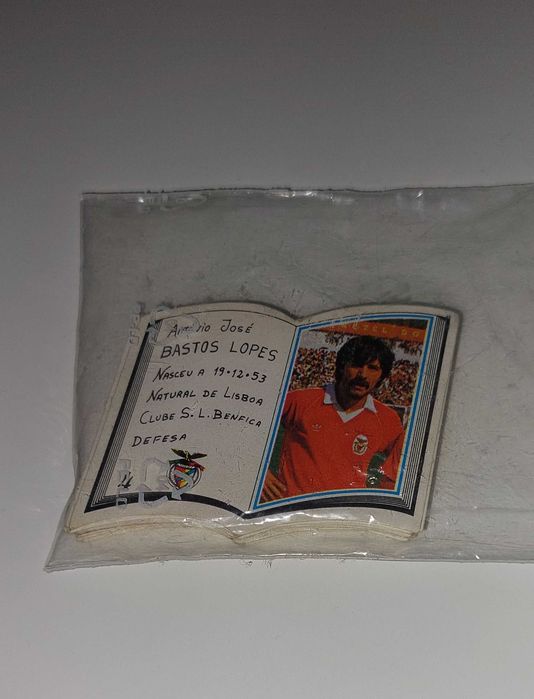 José
BASTOS LOPES
NASCEU A 19.12.53
NATURAL DE LISBOA
CLUBE S.L. BENFICA
DEFESA